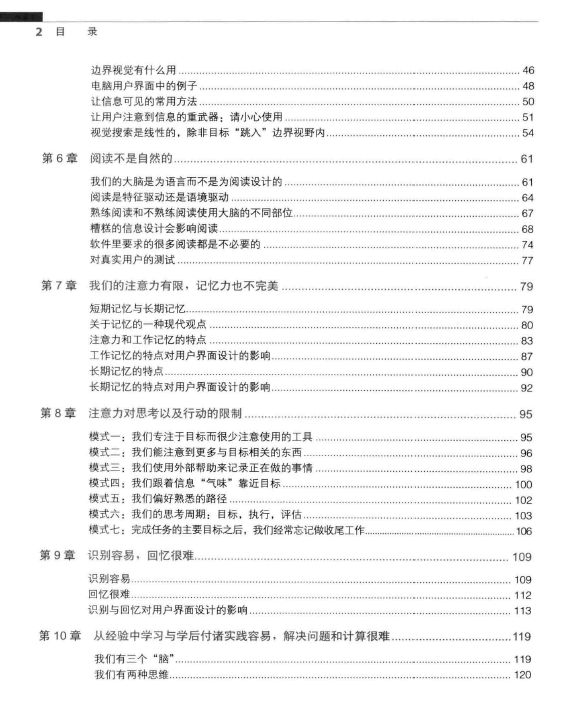 2 目 录
边界视觉有什么用 46
电脑用户界面中的例子 48
让信息可见的常用方法 50
让用户注意到信息的重武器：请小心使用 51
视觉搜索是线性的，除非目标“跳入”边界视野内 54
第 6 章 阅读不是自然的 61
我们的大脑是为语言而不是为阅读设计的 61
阅读是特征驱动还是语境驱动 64
熟练阅读和不熟练阅读使用大脑的不同部位 67
糟糕的信息设计会影响阅读 68
软件里要求的很多阅读都是不必要的 74
对真实用户的测试 77
第 7 章 我们的注意力有限，记忆力也不完美 79
短期记忆与长期记忆 79
关于记忆的一种现代观点 80
注意力和工作记忆的特点 83
工作记忆的特点对用户界面设计的影响 87
长期记忆的特点 90
长期记忆的特点对用户界面设计的影响 92
第 8 章 注意力对思考以及行动的限制 95
模式一：我们专注于目标而很少注意使用的工具 95
模式二：我们能注意到更多与目标相关的东西 96
模式三：我们使用外部帮助来记录正在做的事情 98
模式四：我们跟着信息“气味”靠近目标 100
模式五：我们偏好熟悉的路径 102
模式六：我们的思考周期：目标，执行，评估 103
模式七：完成任务的主要目标之后，我们经常忘记做收尾工作 106
第 9 章 识别容易，回忆很难 109
识别容易 109
回忆很难 112
识别与回忆对用户界面设计的影响 113
第 10 章 从经验中学习与学后付诸实践容易，解决问题和计算很难 119
我们有三个“脑” 119
我们有两种思维 120